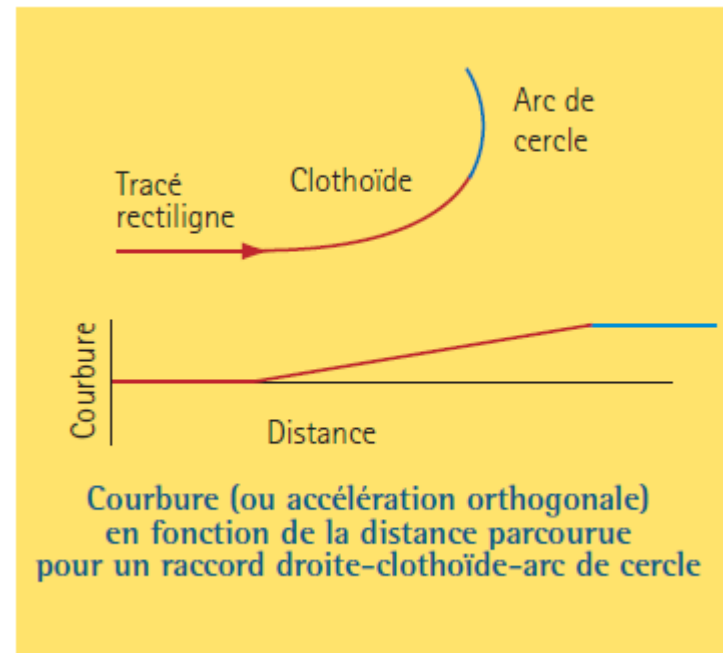 Arc de
cercle
Clothoïde
Tracé
rectiligne
Courbure
Distance
Courbure (ou accélération orthogonale)
en fonction de la distance parcourue
pour un raccord droite-clothoïde-arc de cercle